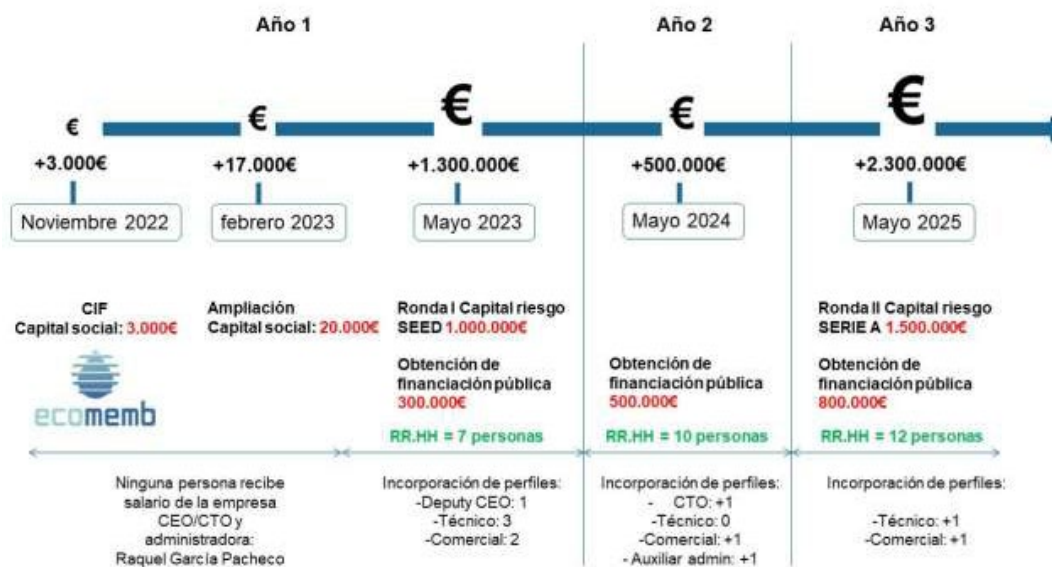 Año 1
Año 2
Año 3
€
€
€
€
€
+3.000€
+17.000€
+1.300.000€
+500.000€
+2.300.000€
Noviembre 2022
febrero 2023
Mayo 2023
Mayo 2024
Mayo 2025
CIF
Capital social: 3.000€
Ampliación
Capital social: 20.000€
Ronda I Capital riesgo
SEED 1.000.000€
Ronda II Capital riesgo
SERIE A 1.500.000€
ecomemb
Obtención de
financiación pública
300.000€
Obtención de
financiación pública
500.000€
Obtención de
financiación pública
800.000€
RR.HH = 7 personas
RR.HH = 10 personas
RR.HH = 12 personas
Ninguna persona recibe
salario de la empresa
CEO/CTO y
administradora:
Raquel García Pacheco
Incorporación de perfiles:
-Deputy CEO: 1
-Técnico: 3
-Comercial: 2
Incorporación de perfiles:
- CTO: +1
-Técnico: 0
-Comercial: +1
- Auxiliar admin: +1
Incorporación de perfiles:
-Técnico: +1
-Comercial: +1